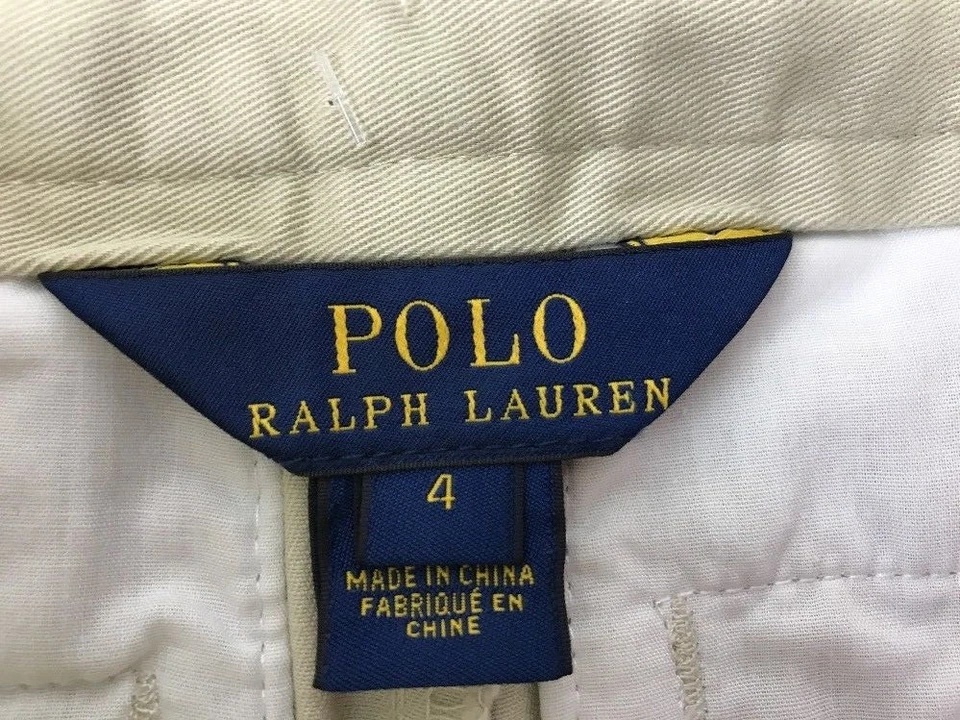 POLO
RALPH LAUREN
4
MADE IN CHINA
FABRIQUÉ EN
CHINE